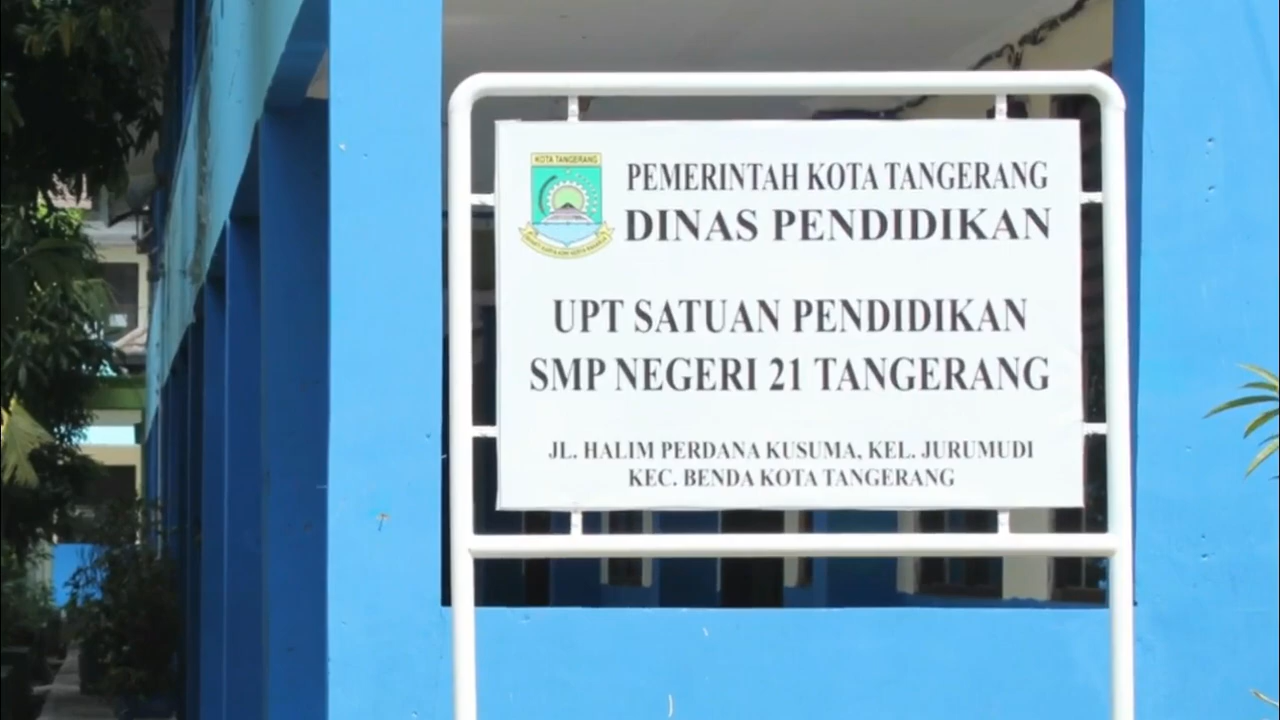 KOTA TANGERANG
PEMERINTAH KOTA TANGERANG
DINAS PENDIDIKAN
UPT SATUAN PENDIDIKAN
SMP NEGERI 21 TANGERANG
JL. HALIM PERDANA KUSUMA, KEL. JURUMUDI
KEC. BENDA KOTA TANGERANG